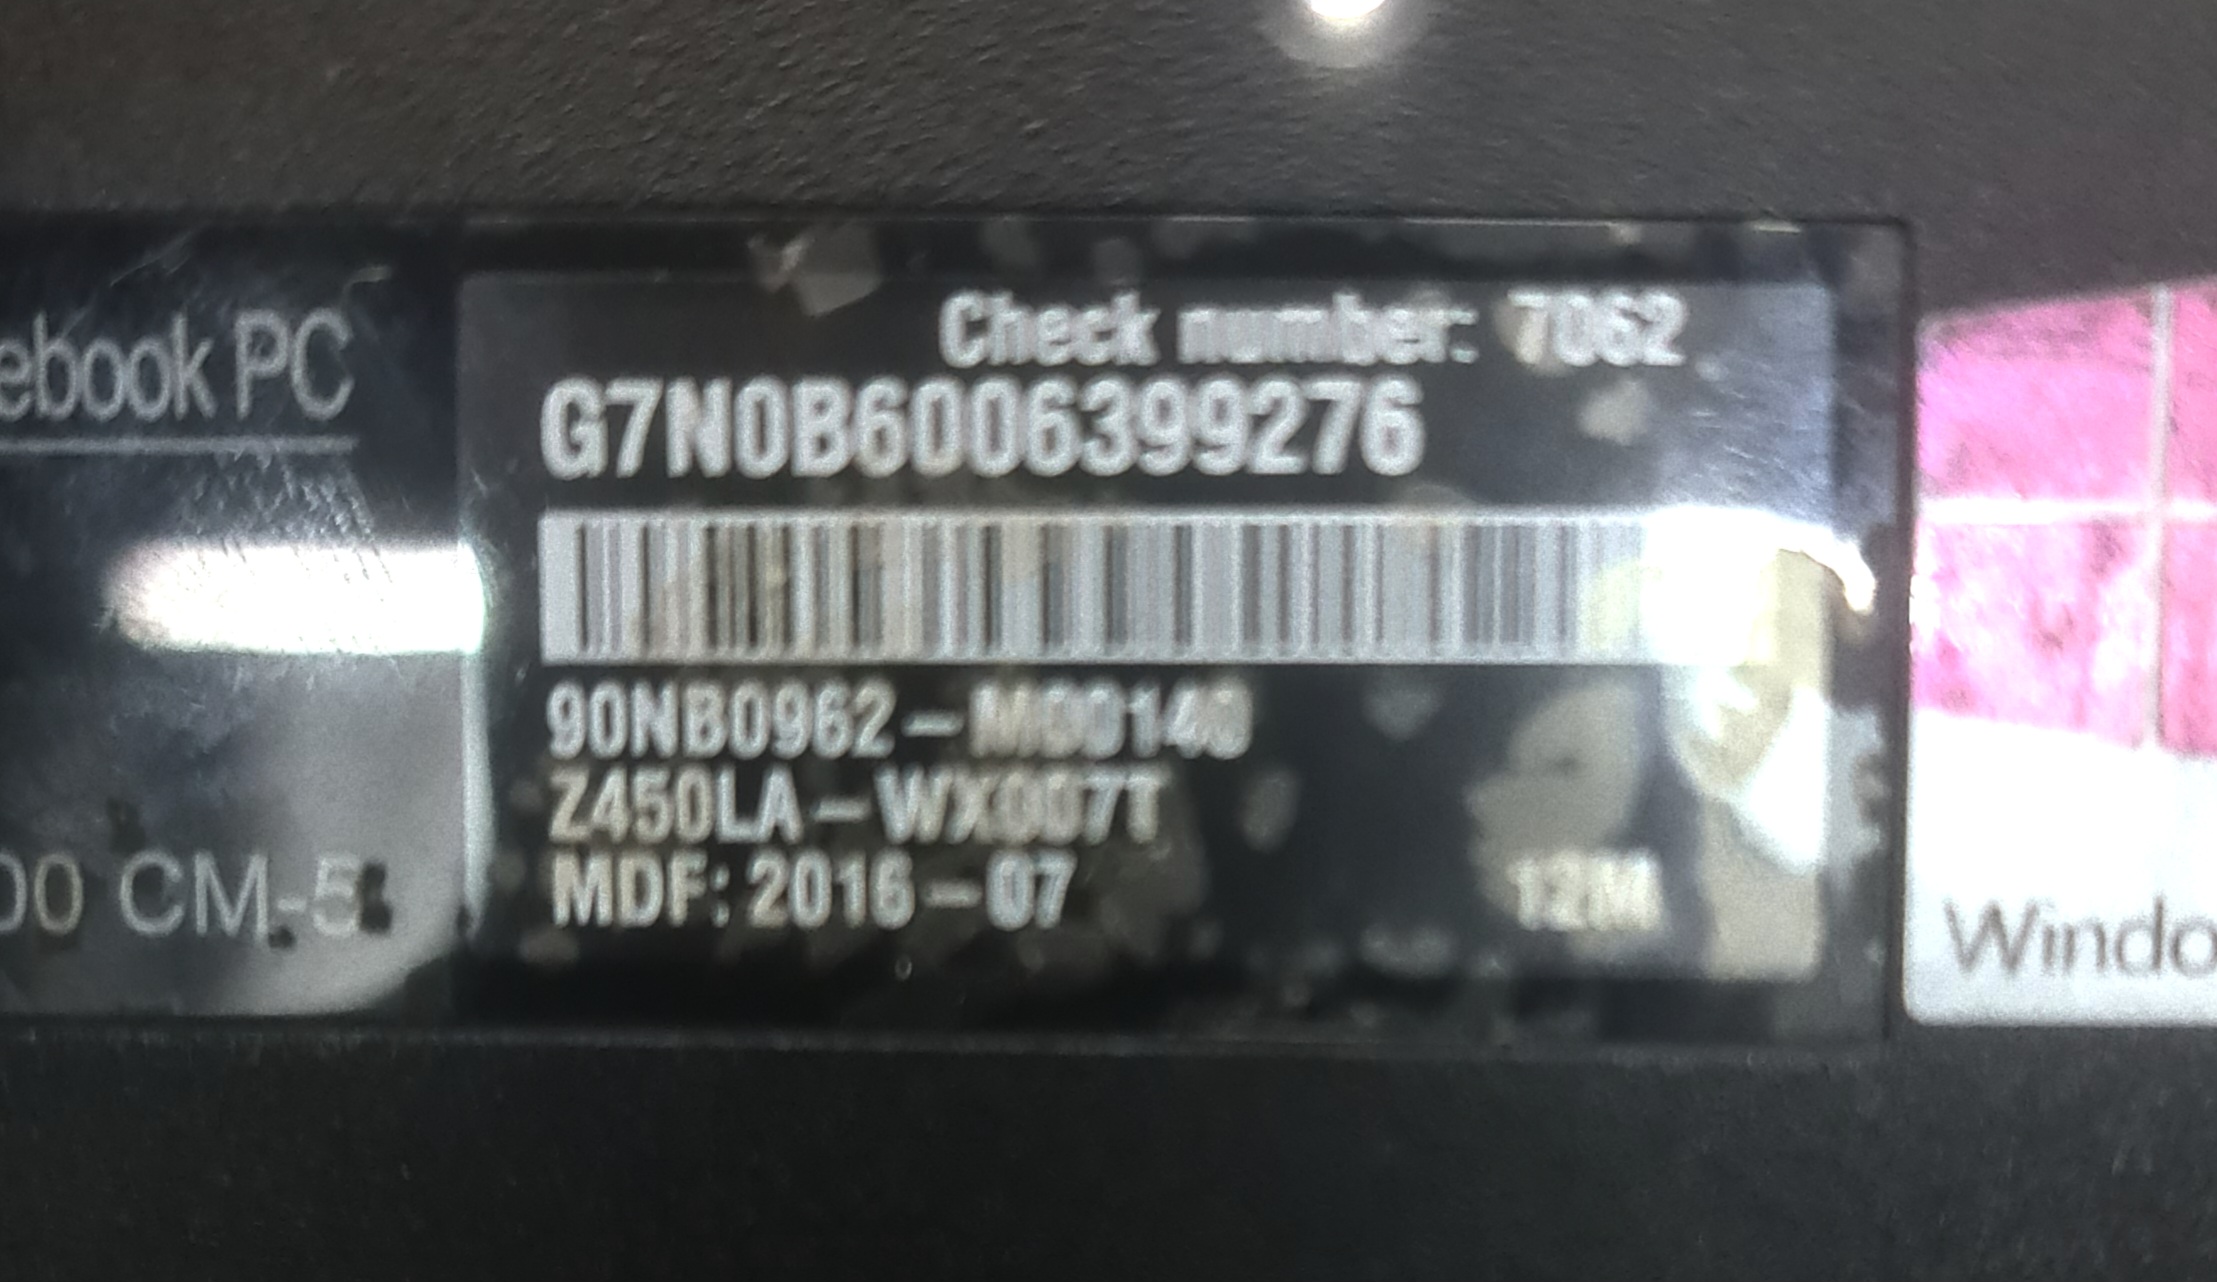 ebook PC
Check number: 7062
G7N0B6006399276
90NB0962-M00140
Z450LA-WX007T
MDF: 2016-07
12M
00 CM-5
Windo